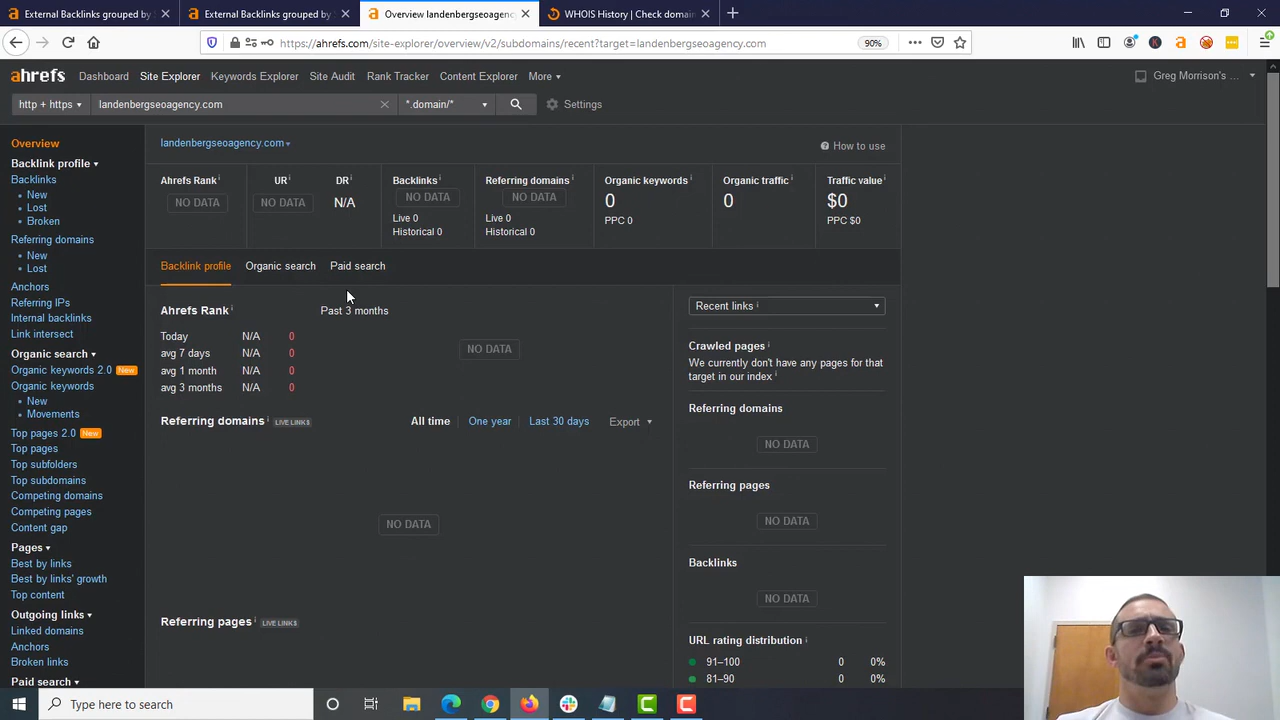 External Backlinks grouped by
External Backlinks grouped by
Overview landenbergseoagency.
WHOIS History | Check domai
https://ahrefs.com/site-explorer/overview/v2/subdomains/recent?target=landenbergseoagency.com
90%
ahrefs Dashboard Site Explorer Keywords Explorer Site Audit Rank Tracker Content Explorer More
Greg Morrison's ...
http + https landenbergseoagency.com *.domain/* Settings
Overview
Backlink profile
Backlinks
New
Lost
Broken
Referring domains
New
Lost
Anchors
Referring IPs
Internal backlinks
Link intersect
Organic search
Organic keywords 2.0 New
Organic keywords
New
Movements
Top pages 2.0 New
Top pages
Top subfolders
Top subdomains
Competing domains
Competing pages
Content gap
Pages
Best by links
Best by links' growth
Top content
Outgoing links
Linked domains
Anchors
Broken links
Paid search
landenbergseoagency.com
How to use
Ahrefs Rank
NO DATA
UR
NO DATA
DR
N/A
Backlinks
NO DATA
Live 0
Historical 0
Referring domains
NO DATA
Live 0
Historical 0
Organic keywords
0
PPC 0
Organic traffic
0
Traffic value
$0
PPC $0
Backlink profile Organic search Paid search
Ahrefs Rank Past 3 months
Today N/A 0
avg 7 days N/A 0
avg 1 month N/A 0
avg 3 months N/A 0
NO DATA
Referring domains LIVE LINKS All time One year Last 30 days Export
NO DATA
Referring pages LIVE LINKS
Recent links
Crawled pages
We currently don't have any pages for that
target in our index
Referring domains
NO DATA
Referring pages
NO DATA
Backlinks
NO DATA
URL rating distribution
91–100 0 0%
81–90 0 0%
Type here to search